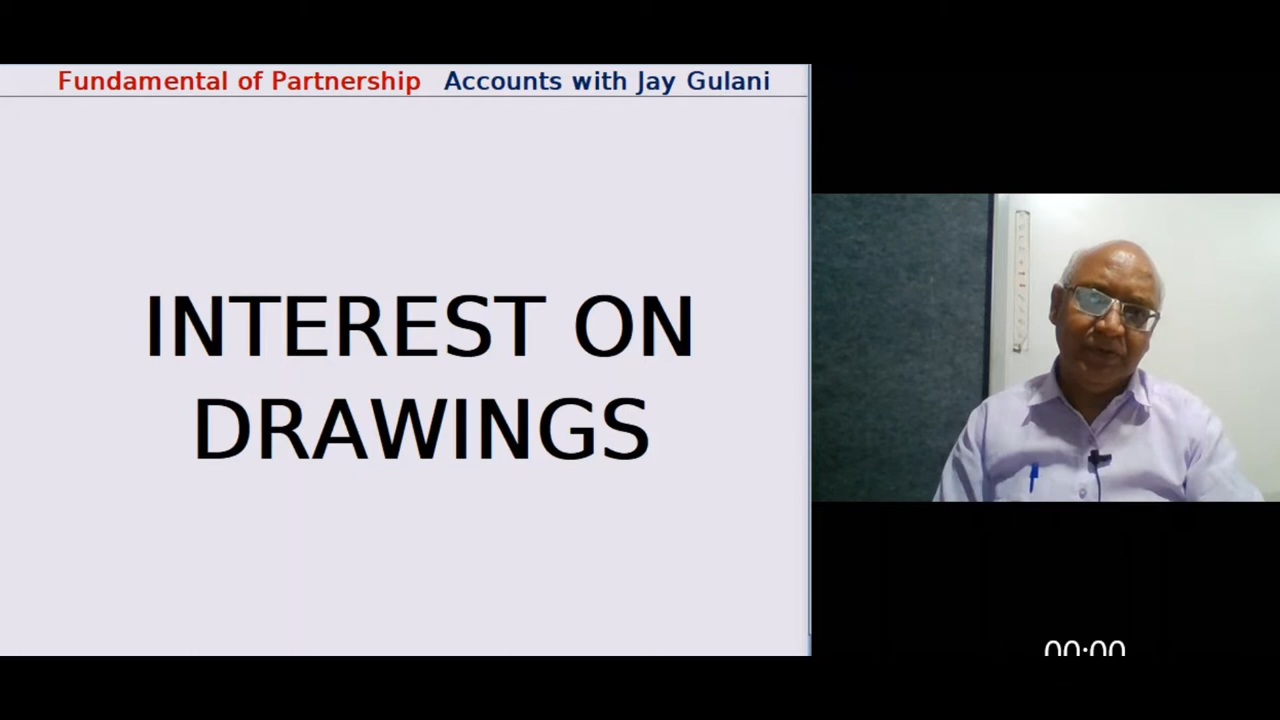 Fundamental of Partnership Accounts with Jay Gulani
INTEREST ON
DRAWINGS
00:00